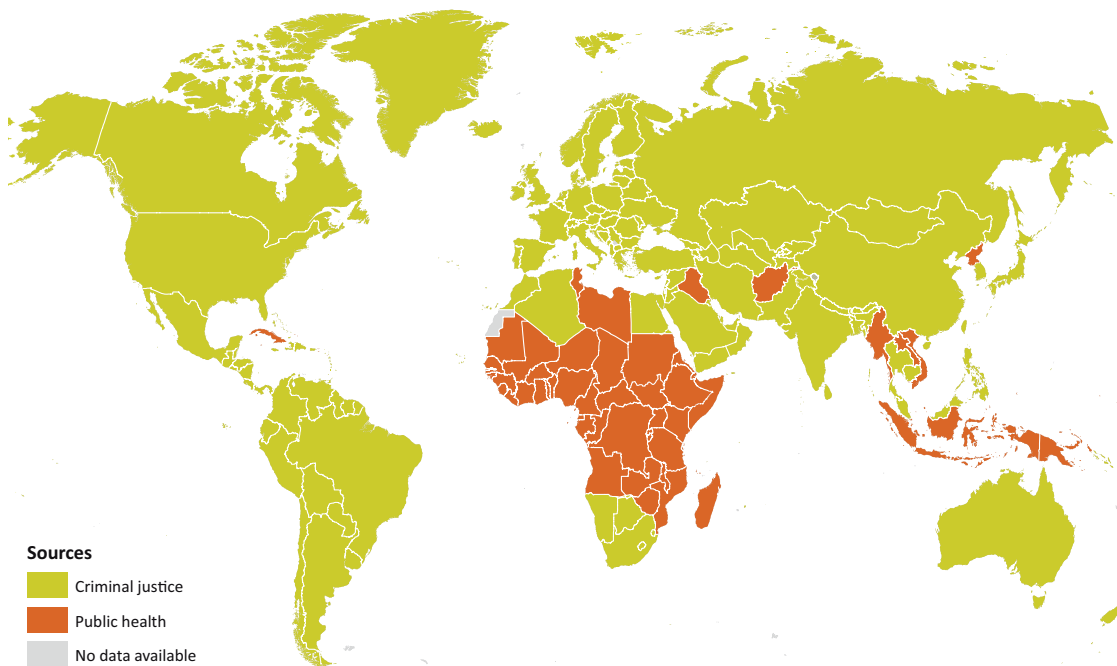 Sources
Criminal justice
Public health
No data available